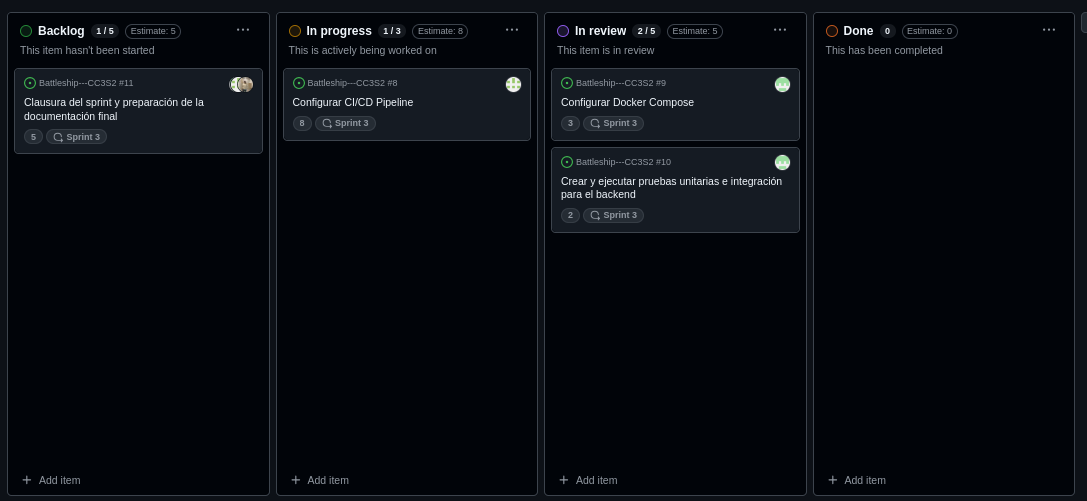 Backlog 1 / 5 Estimate: 5
This item hasn't been started
Battleship---CC3S2 #11
Clausura del sprint y preparación de la
documentación final
5 Sprint 3
Add item
In progress 1 / 3 Estimate: 8
This is actively being worked on
Battleship---CC3S2 #8
Configurar CI/CD Pipeline
8 Sprint 3
Add item
In review 2 / 5 Estimate: 5
This item is in review
Battleship---CC3S2 #9
Configurar Docker Compose
3 Sprint 3
Battleship---CC3S2 #10
Crear y ejecutar pruebas unitarias e integración
para el backend
2 Sprint 3
Add item
Done 0 Estimate: 0
This has been completed
Add item